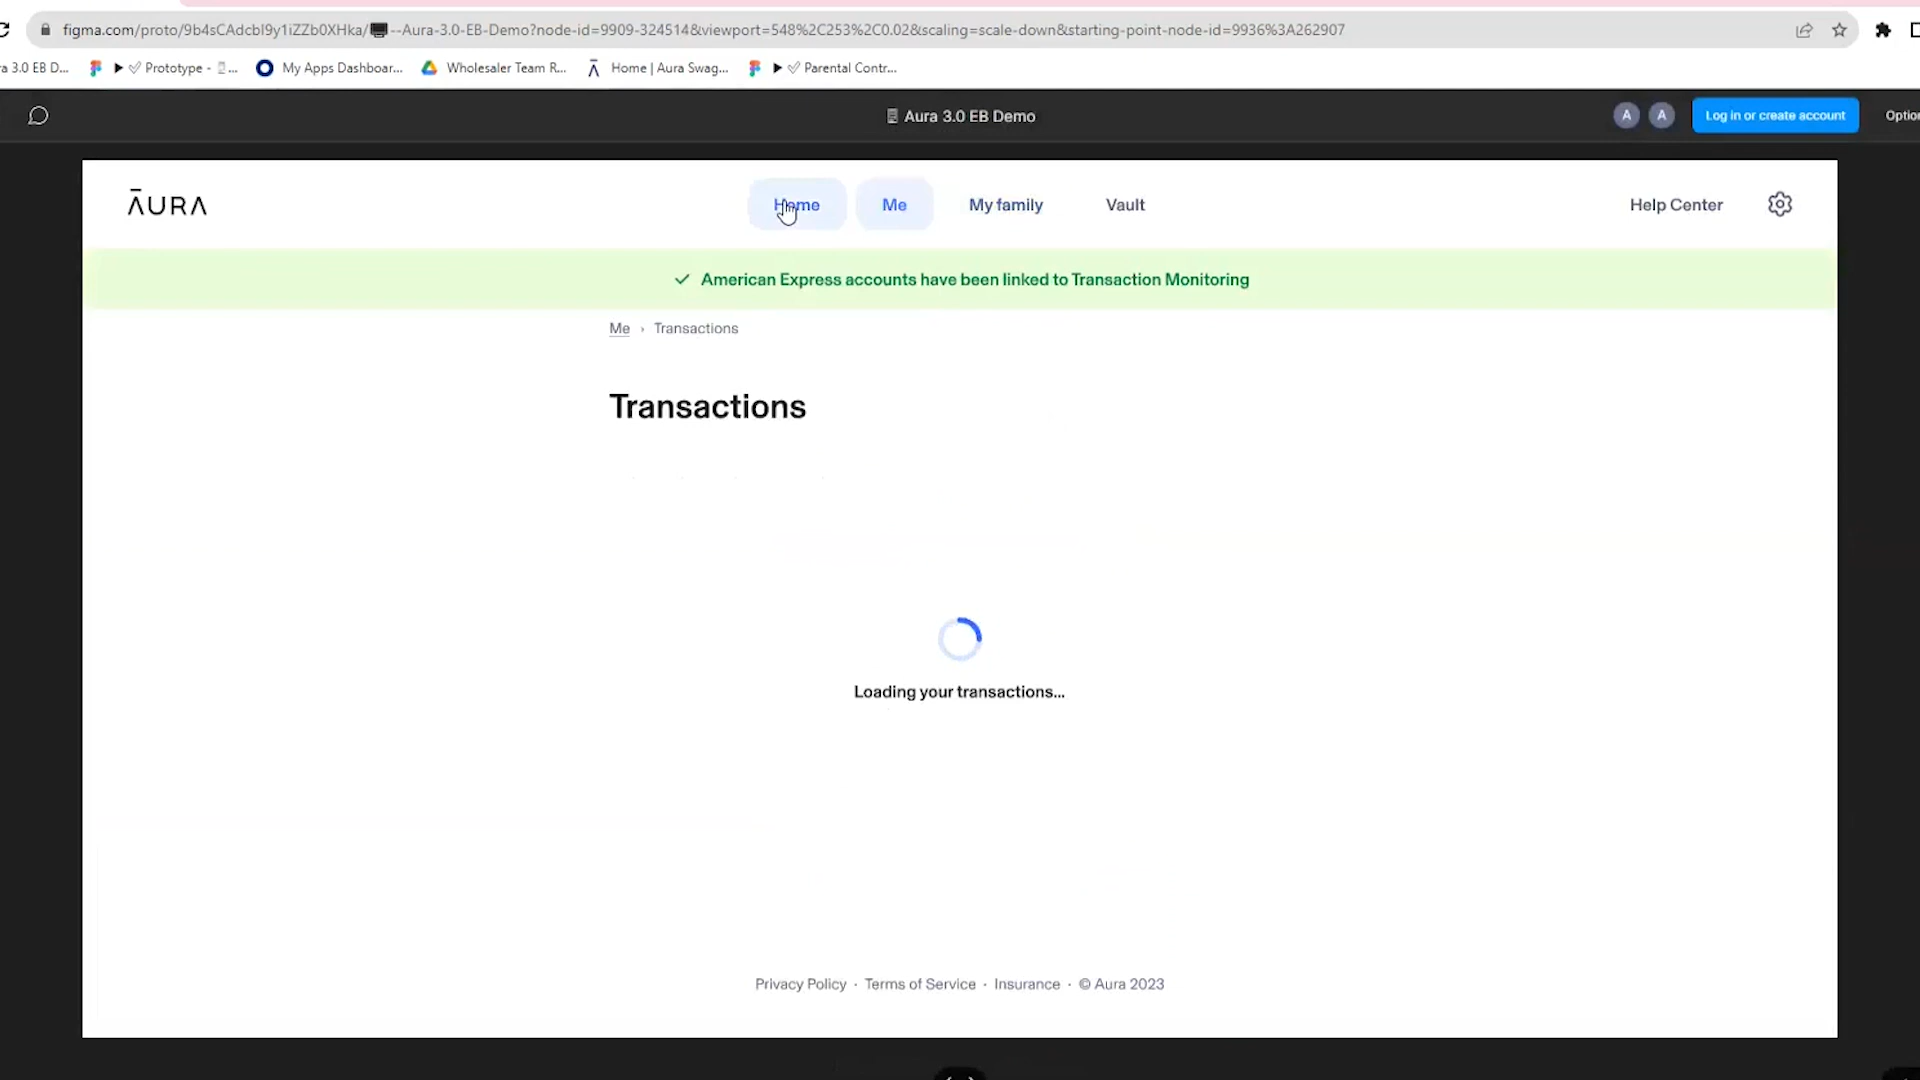 figma.com/proto/9b4sCAdcbI9y1iZZb0XHka/🖥--Aura-3.0-EB-Demo?node-id=9909-324514&viewport=548%2C253%2C0.02&scaling=scale-down&starting-point-node-id=9936%3A262907
3.0 EB D... ▶ ✅ Prototype - ... My Apps Dashboar... Wholesaler Team R... Home | Aura Swag... ▶ ✅ Parental Contr...
Aura 3.0 EB Demo A A Log in or create account
AURA Home Me My family Vault Help Center
✓ American Express accounts have been linked to Transaction Monitoring
Me › Transactions
Transactions
Loading your transactions...
Privacy Policy · Terms of Service · Insurance · © Aura 2023